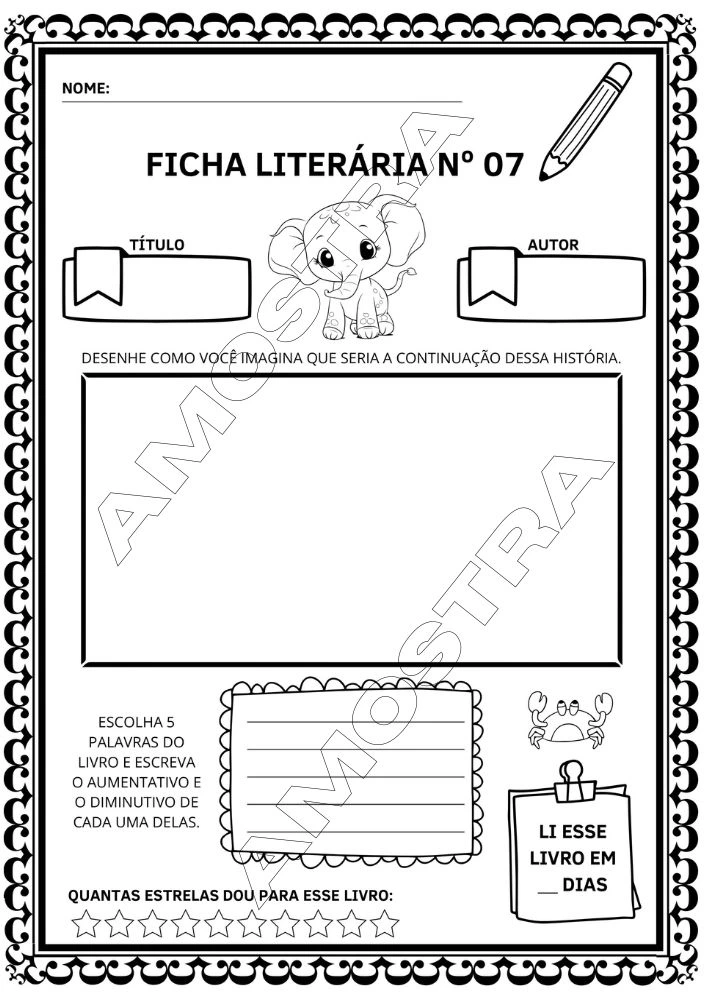 NOME:
FICHA LITERÁRIA Nº 07
TÍTULO
AUTOR
DESENHE COMO VOCÊ IMAGINA QUE SERIA A CONTINUAÇÃO DESSA HISTÓRIA.
ESCOLHA 5
PALAVRAS DO
LIVRO E ESCREVA
O AUMENTATIVO E
O DIMINUTIVO DE
CADA UMA DELAS.
LI ESSE
LIVRO EM
__ DIAS
QUANTAS ESTRELAS DOU PARA ESSE LIVRO:
AMOSTRA
AMOSTRA